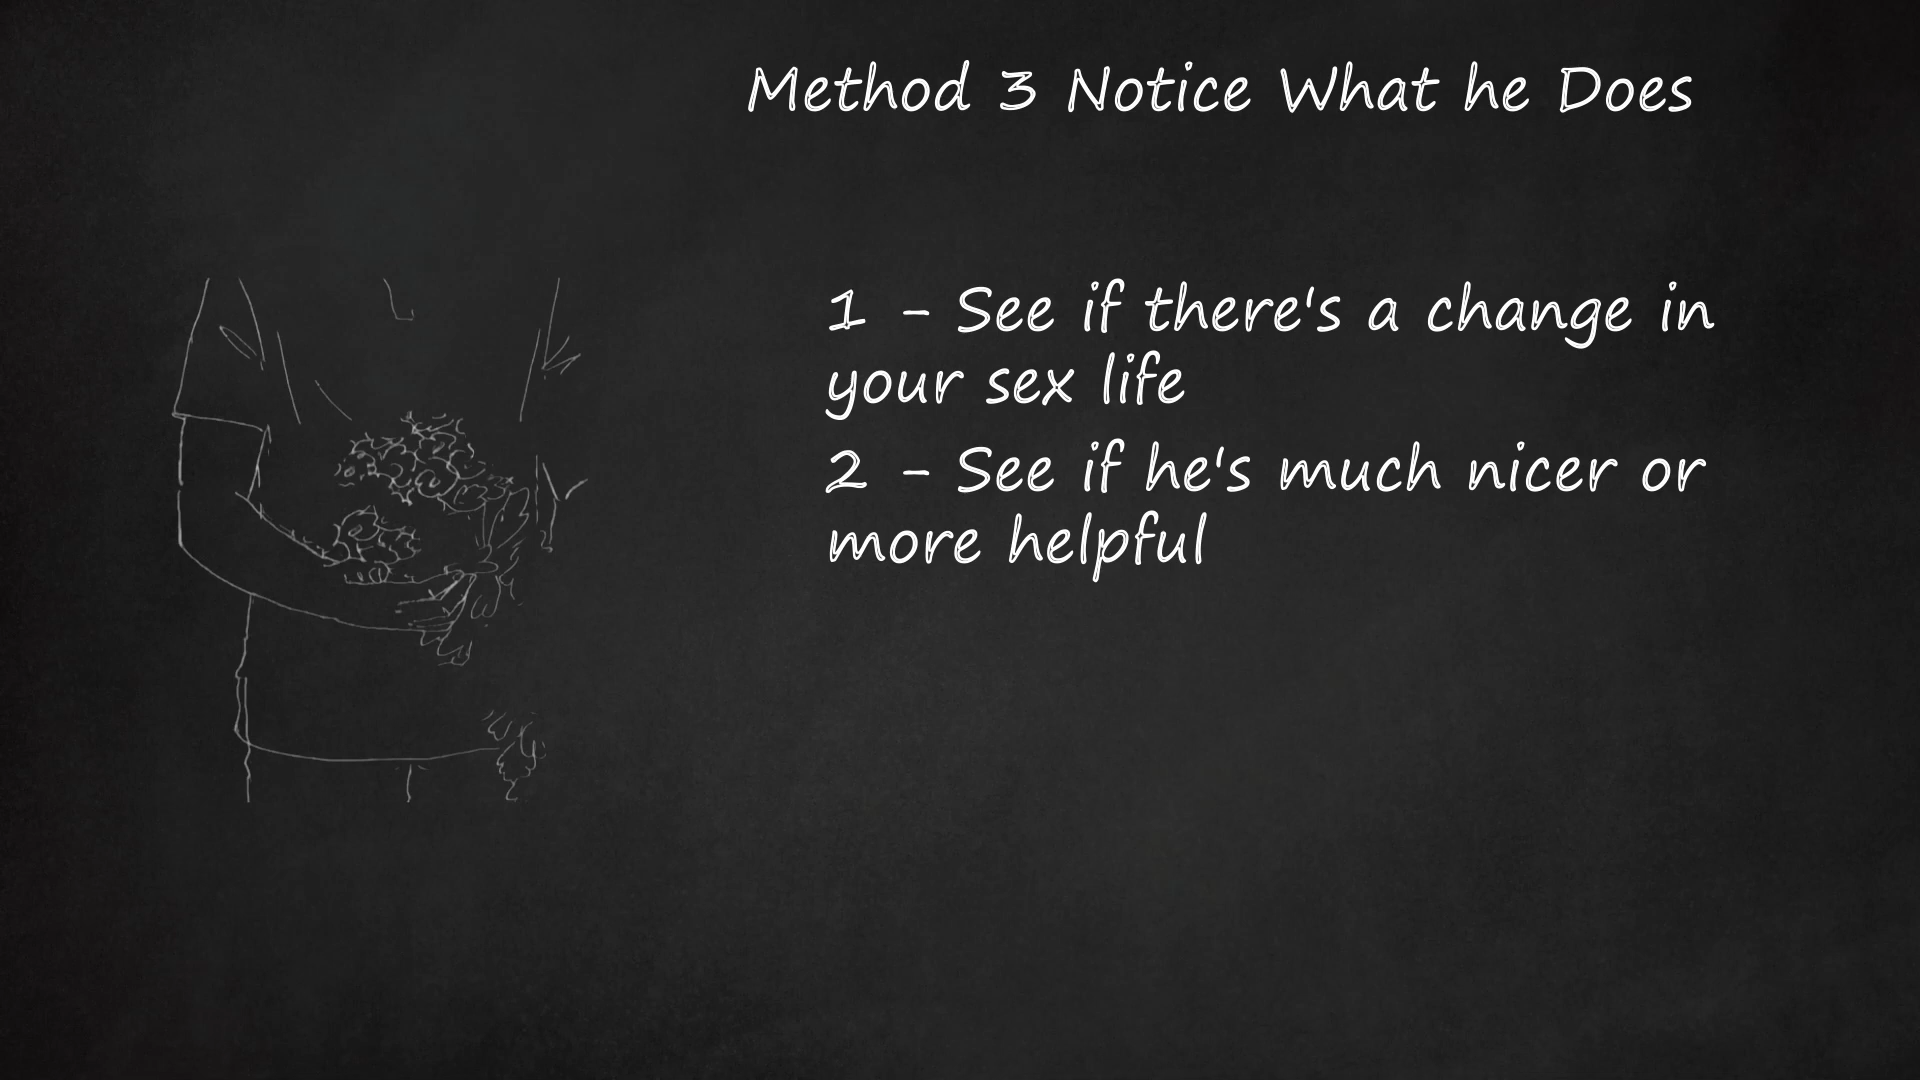 Method 3 Notice What he Does
1 - See if there's a change in
your sex life
2 - See if he's much nicer or
more helpful